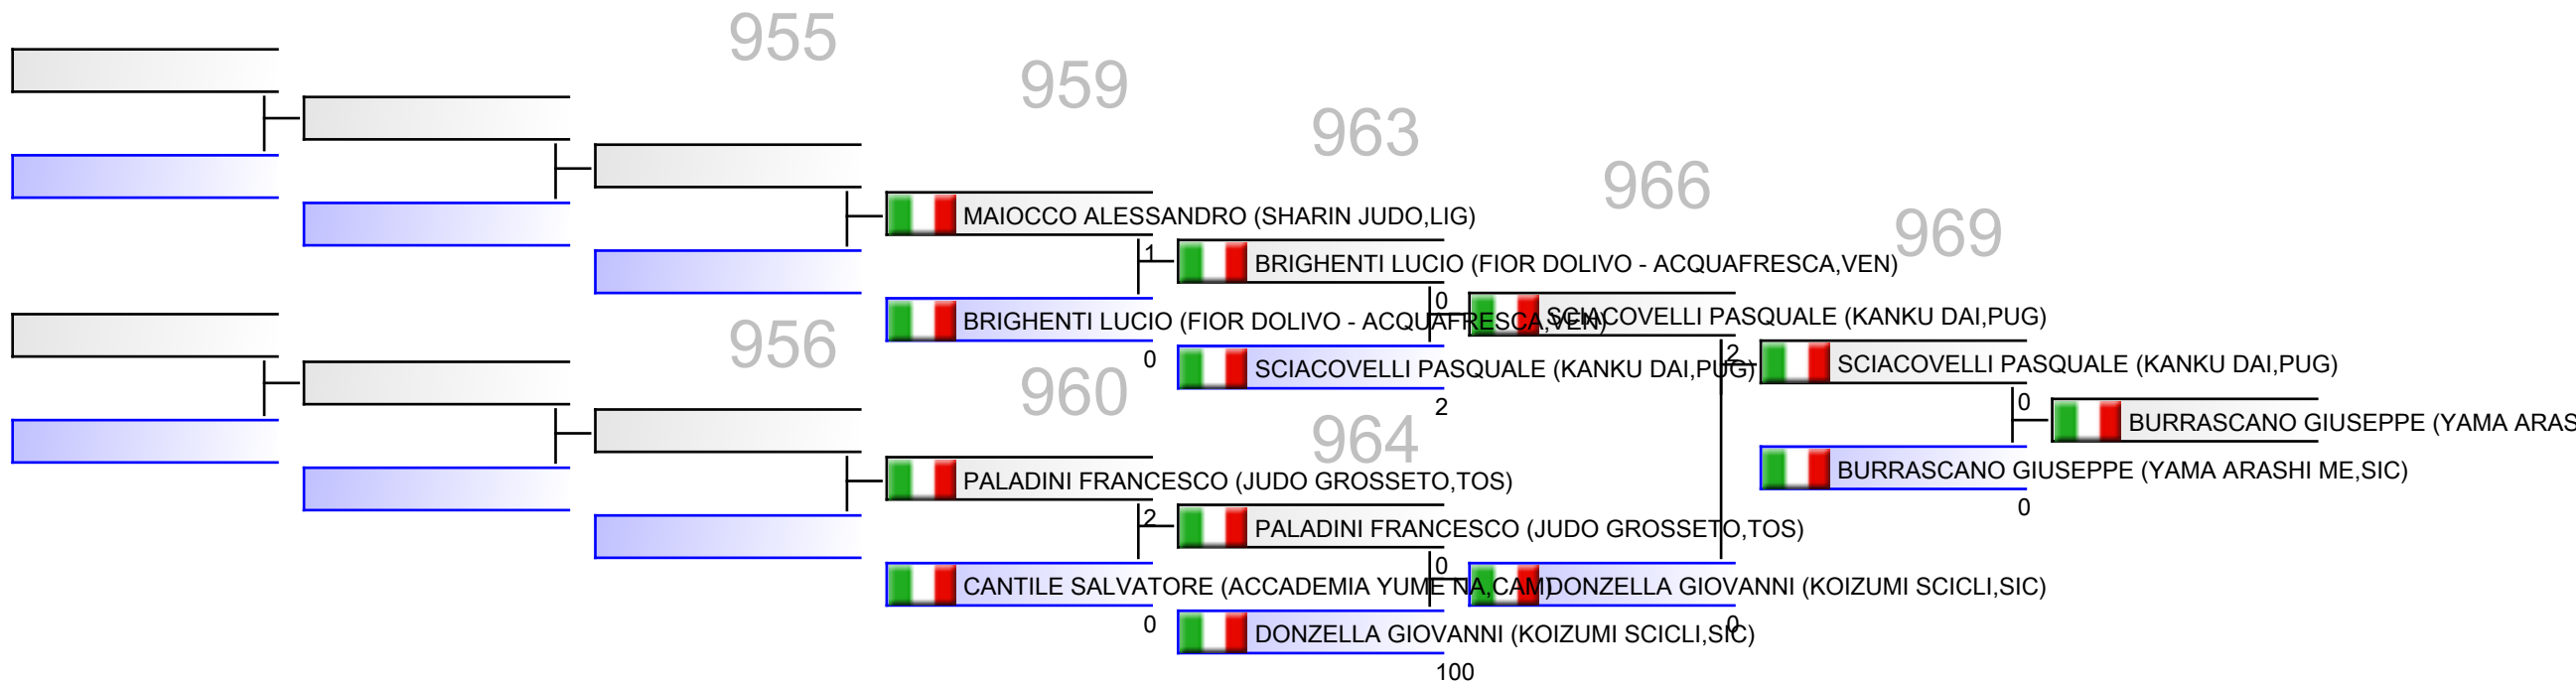 955
959
963
966
969
MAIOCCO ALESSANDRO (SHARIN JUDO,LIG)
1
BRIGHENTI LUCIO (FIOR DOLIVO - ACQUAFRESCA,VEN)
0
BRIGHENTI LUCIO (FIOR DOLIVO - ACQUAFRESCA,VEN)
SCIACOVELLI PASQUALE (KANKU DAI,PUG)
956
0
SCIACOVELLI PASQUALE (KANKU DAI,PUG)
2
SCIACOVELLI PASQUALE (KANKU DAI,PUG)
960
2
0
BURRASCANO GIUSEPPE (YAMA ARAS
964
BURRASCANO GIUSEPPE (YAMA ARASHI ME,SIC)
0
PALADINI FRANCESCO (JUDO GROSSETO,TOS)
2
PALADINI FRANCESCO (JUDO GROSSETO,TOS)
0
CANTILE SALVATORE (ACCADEMIA YUME NA,CAM)
DONZELLA GIOVANNI (KOIZUMI SCICLI,SIC)
0
DONZELLA GIOVANNI (KOIZUMI SCICLI,SIC)
0
100